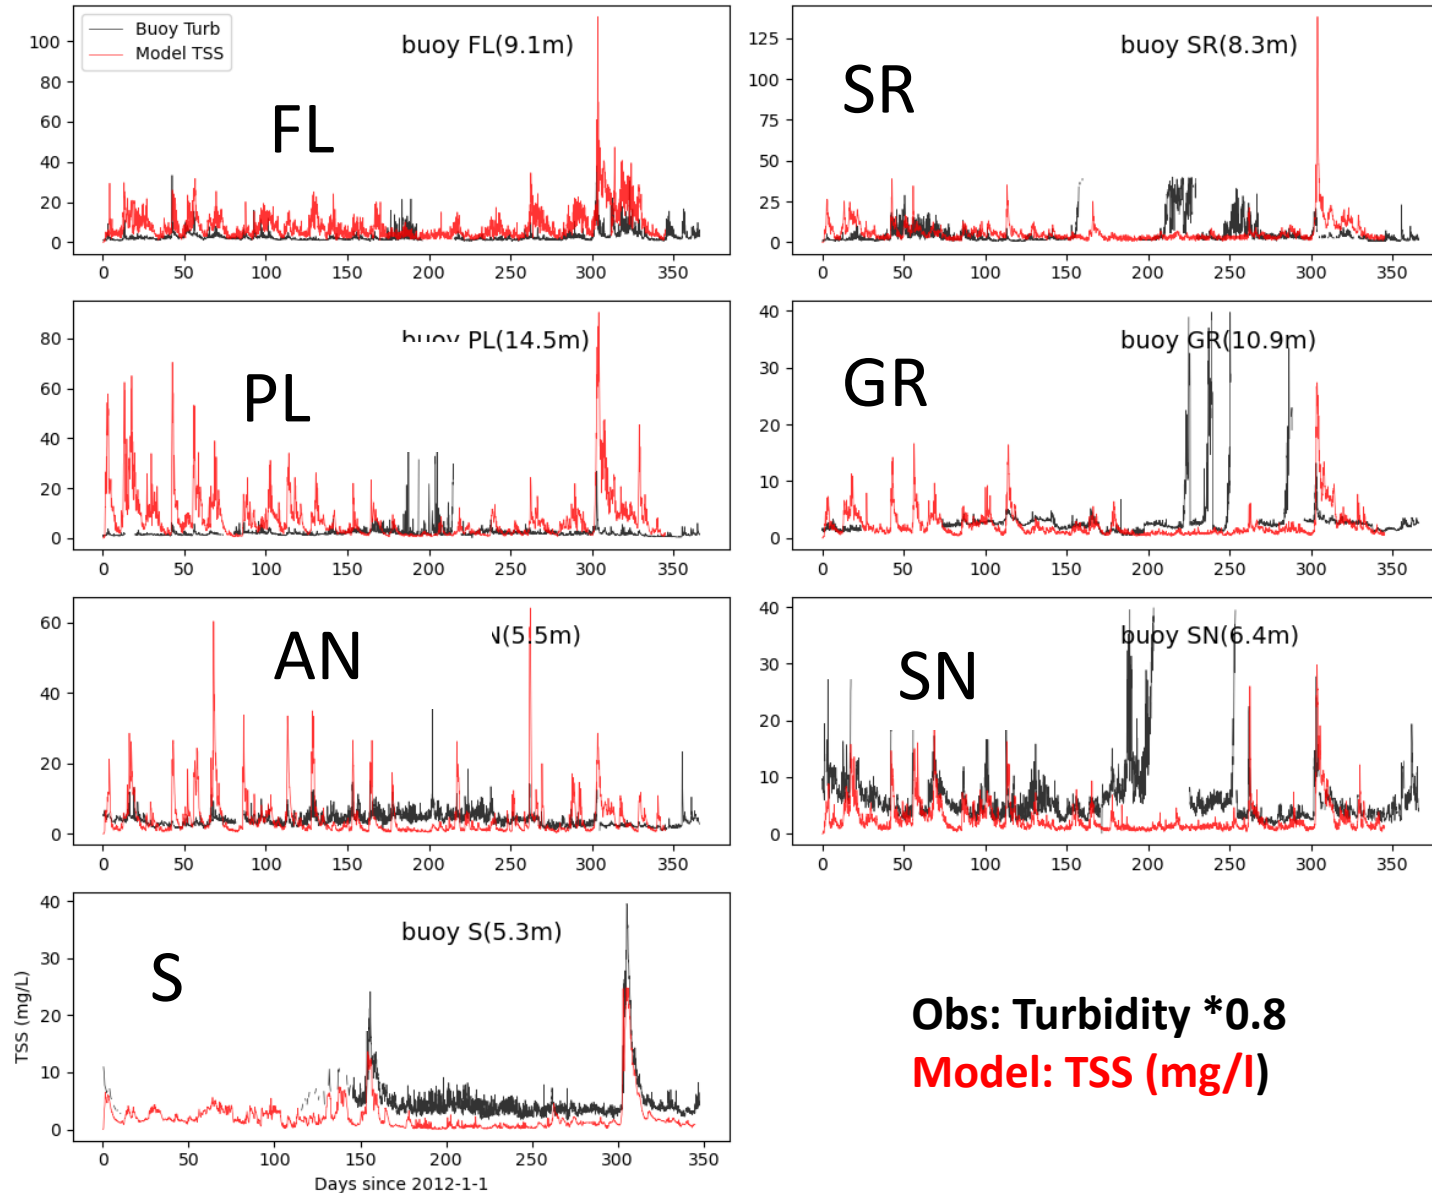 Buoy Turb
Model TSS
buoy FL(9.1m)
FL
0
20
40
60
80
100
0 50 100 150 200 250 300 350
buoy SR(8.3m)
SR
0
25
50
75
100
125
0 50 100 150 200 250 300 350
buoy PL(14.5m)
PL
0
20
40
60
80
0 50 100 150 200 250 300 350
buoy GR(10.9m)
GR
0
10
20
30
40
0 50 100 150 200 250 300 350
(5.5m)
AN
0
20
40
60
0 50 100 150 200 250 300 350
buoy SN(6.4m)
SN
0
10
20
30
40
0 50 100 150 200 250 300 350
buoy S(5.3m)
S
0
10
20
30
40
TSS (mg/L)
0 50 100 150 200 250 300 350
Days since 2012-1-1
Obs: Turbidity *0.8
Model: TSS (mg/l)